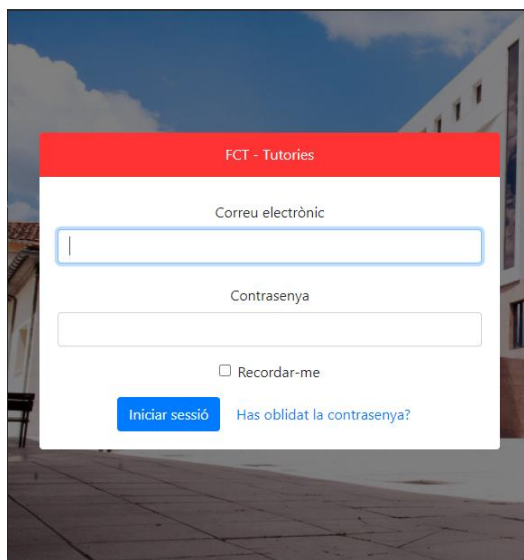 FCT - Tutories
Correu electrònic
Contrasenya
Recordar-me
Iniciar sessió Has oblidat la contrasenya?